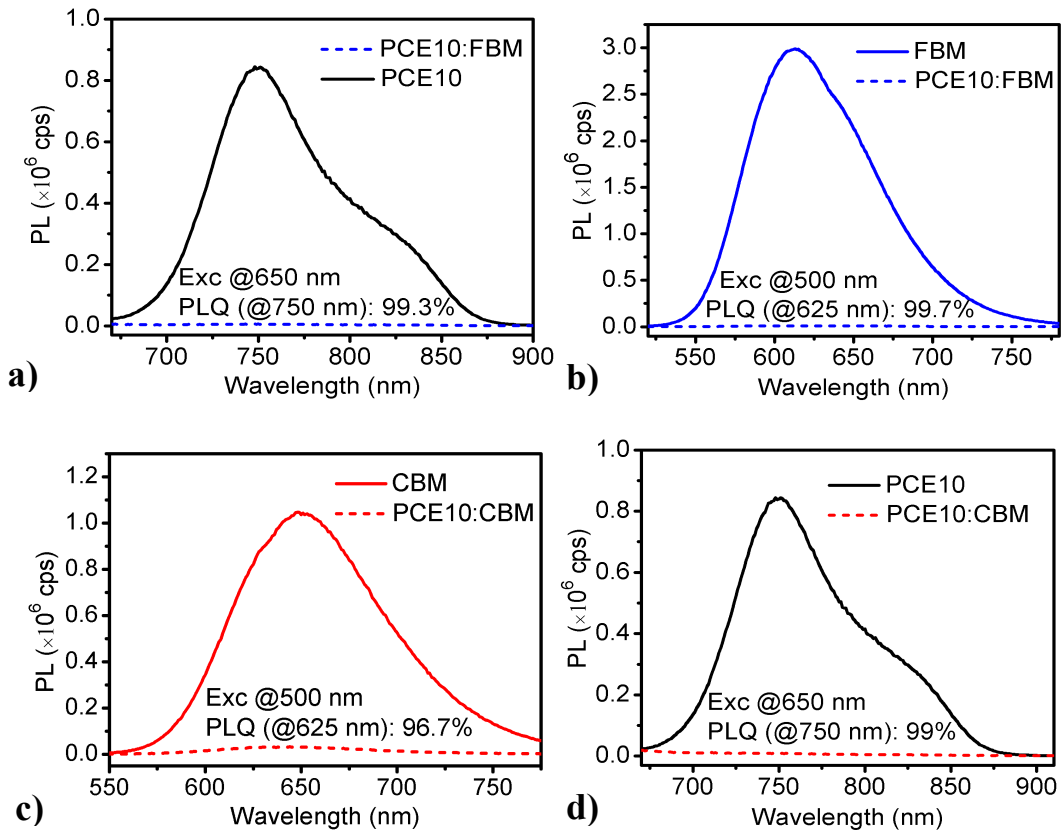 1.0
0.8
0.6
0.4
0.2
0.0
PL (×10⁶ cps)
PCE10:FBM
PCE10
Exc @650 nm
PLQ (@750 nm): 99.3%
700 750 800 850 900
Wavelength (nm)
a)
3.0
2.5
2.0
1.5
1.0
0.5
0.0
PL (×10⁶ cps)
FBM
PCE10:FBM
Exc @500 nm
PLQ (@625 nm): 99.7%
550 600 650 700 750
Wavelength (nm)
b)
1.2
1.0
0.8
0.6
0.4
0.2
0.0
PL (×10⁶ cps)
CBM
PCE10:CBM
Exc @500 nm
PLQ (@625 nm): 96.7%
550 600 650 700 750
Wavelength (nm)
c)
1.0
0.8
0.6
0.4
0.2
0.0
PL (×10⁶ cps)
PCE10
PCE10:CBM
Exc @650 nm
PLQ (@750 nm): 99%
700 750 800 850 900
Wavelength (nm)
d)